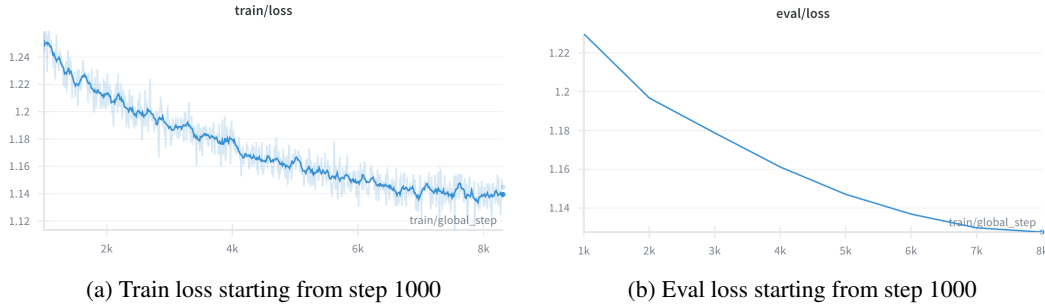 train/loss
1.24
1.22
1.2
1.18
1.16
1.14
1.12
train/global_step
2k
4k
6k
8k
(a) Train loss starting from step 1000
eval/loss
1.22
1.2
1.18
1.16
1.14
train/global_step
1k
2k
3k
4k
5k
6k
7k
8k
(b) Eval loss starting from step 1000